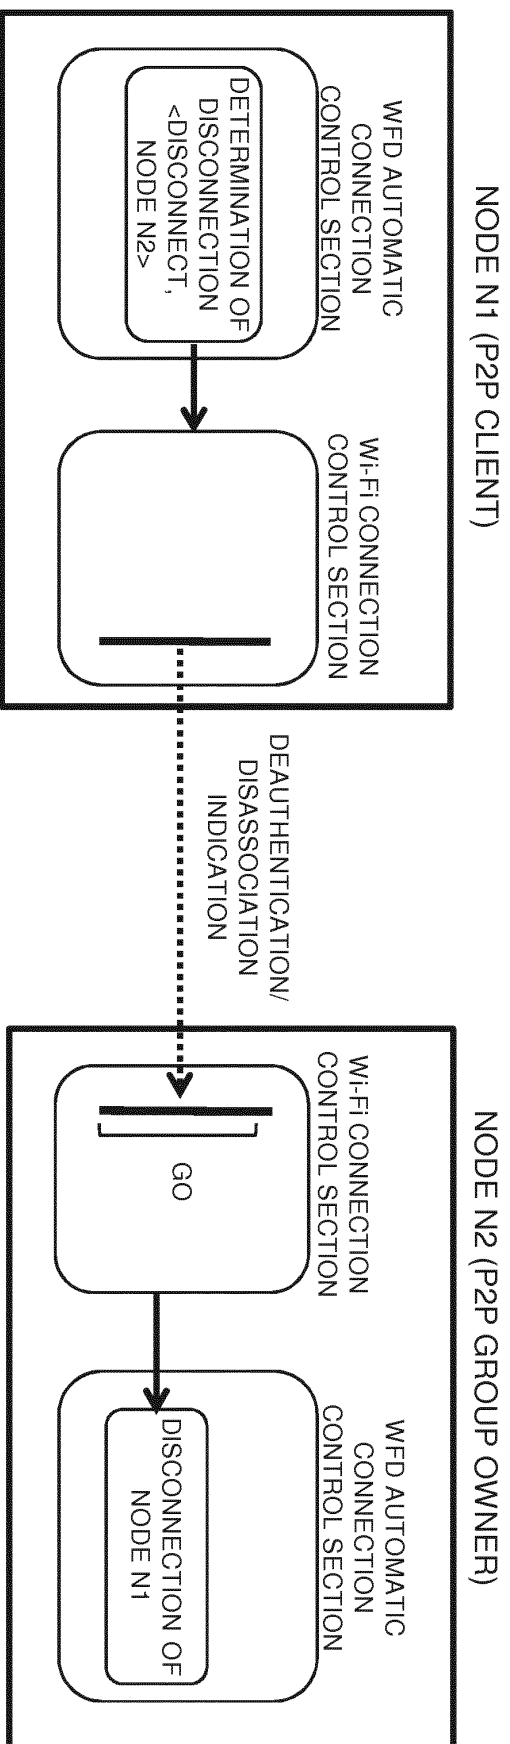 NODE N1 (P2P CLIENT)
WFD AUTOMATIC
CONNECTION
CONTROL SECTION
DETERMINATION OF
DISCONNECTION
<DISCONNECT,
NODE N2>
Wi-Fi CONNECTION
CONTROL SECTION
DEAUTHENTICATION/
DISASSOCIATION
INDICATION
NODE N2 (P2P GROUP OWNER)
Wi-Fi CONNECTION
CONTROL SECTION
GO
WFD AUTOMATIC
CONNECTION
CONTROL SECTION
DISCONNECTION OF
NODE N1